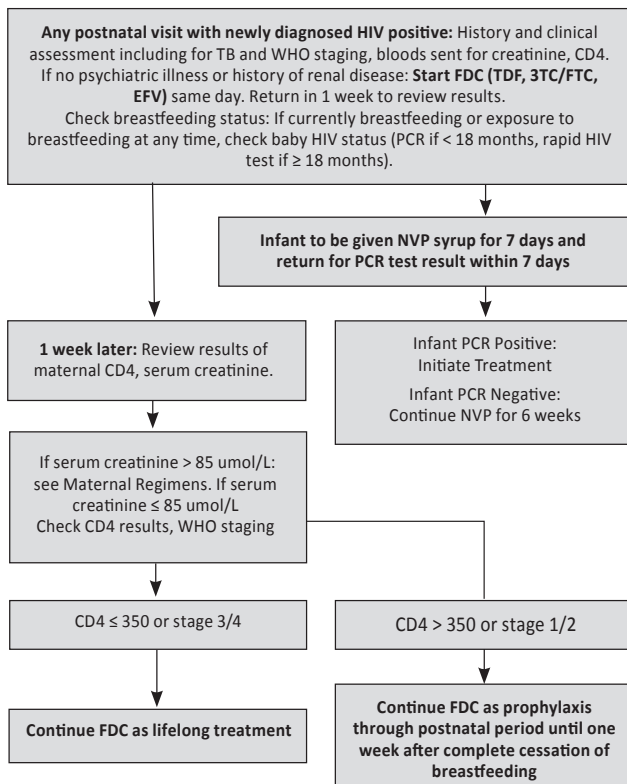 Any postnatal visit with newly diagnosed HIV positive: History and clinical
assessment including for TB and WHO staging, bloods sent for creatinine, CD4.
If no psychiatric illness or history of renal disease: Start FDC (TDF, 3TC/FTC,
EFV) same day. Return in 1 week to review results.
Check breastfeeding status: If currently breastfeeding or exposure to
breastfeeding at any time, check baby HIV status (PCR if < 18 months, rapid HIV
test if ≥ 18 months).
Infant to be given NVP syrup for 7 days and
return for PCR test result within 7 days
1 week later: Review results of
maternal CD4, serum creatinine.
Infant PCR Positive:
Initiate Treatment
Infant PCR Negative:
Continue NVP for 6 weeks
If serum creatinine > 85 umol/L:
see Maternal Regimens. If serum
creatinine ≤ 85 umol/L
Check CD4 results, WHO staging
CD4 ≤ 350 or stage 3/4
CD4 > 350 or stage 1/2
Continue FDC as lifelong treatment
Continue FDC as prophylaxis
through postnatal period until one
week after complete cessation of
breastfeeding